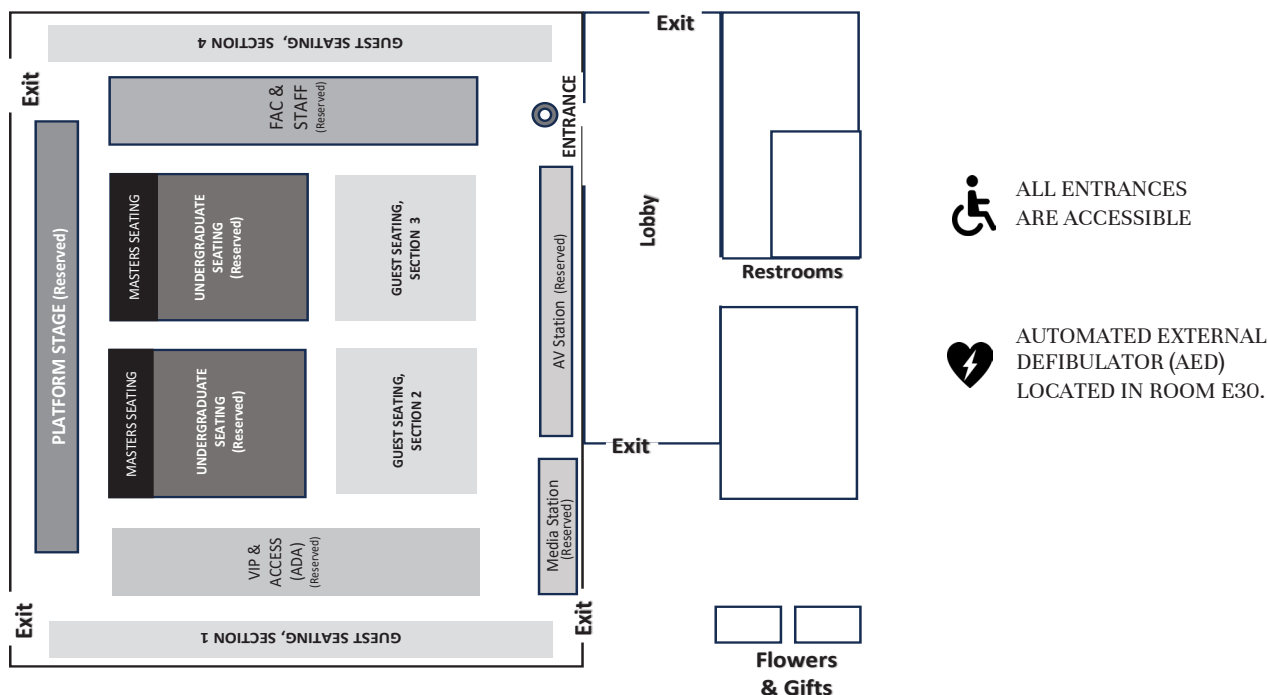 Exit
GUEST SEATING, SECTION 4
Exit
FAC &
STAFF
(Reserved)
ENTRANCE
PLATFORM STAGE (Reserved)
MASTERS SEATING
UNDERGRADUATE
SEATING
(Reserved)
GUEST SEATING,
SECTION 3
AV Station (Reserved)
Lobby
Restrooms
MASTERS SEATING
UNDERGRADUATE
SEATING
(Reserved)
GUEST SEATING,
SECTION 2
Exit
Media Station
(Reserved)
VIP &
ACCESS
(ADA)
(Reserved)
Exit
GUEST SEATING, SECTION 1
Exit
Flowers
& Gifts
ALL ENTRANCES
ARE ACCESSIBLE
AUTOMATED EXTERNAL
DEFIBULATOR (AED)
LOCATED IN ROOM E30.